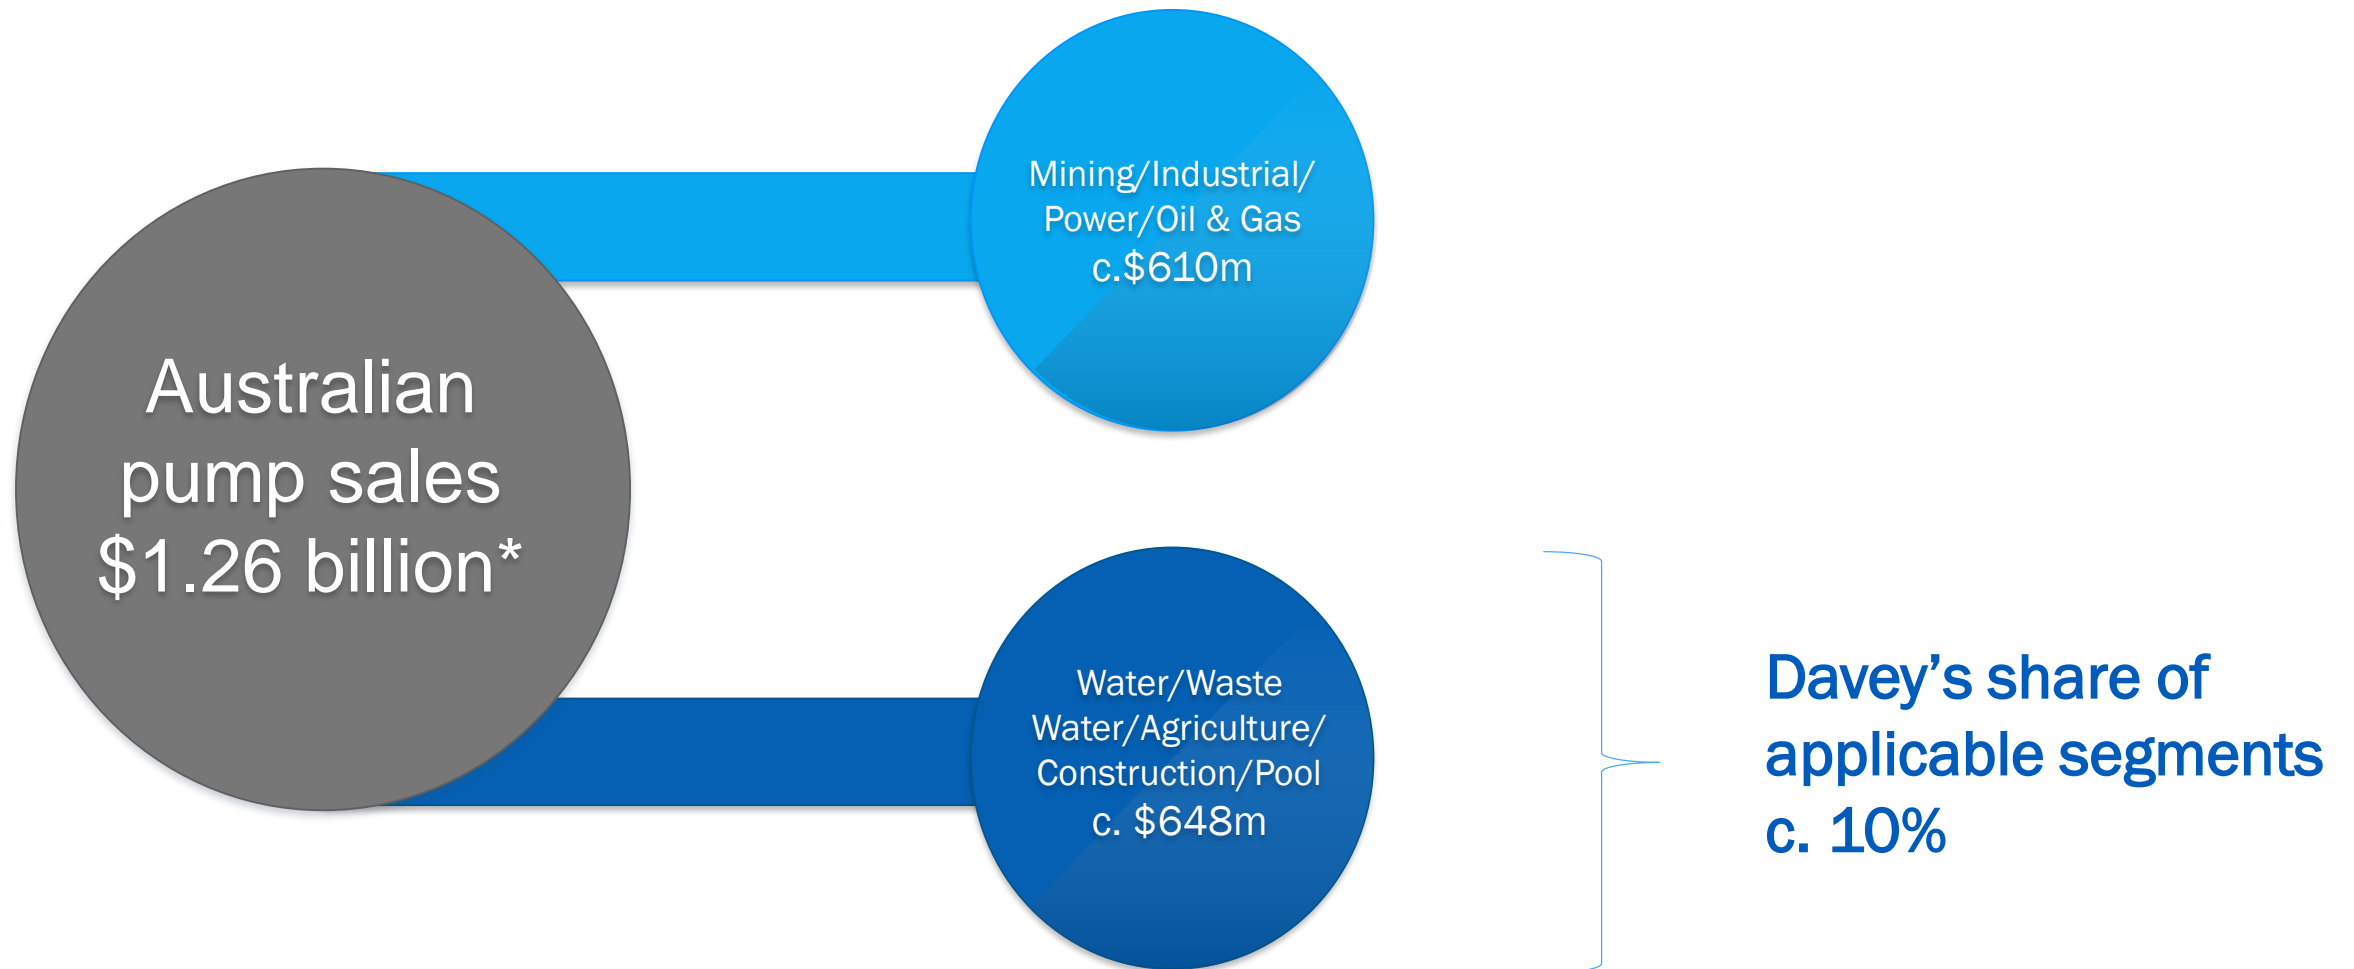 Mining/Industrial/
Power/Oil & Gas
c.$610m
Australian
pump sales
$1.26 billion*
Water/Waste
Water/Agriculture/
Construction/Pool
c. $648m
Davey’s share of
applicable segments
c. 10%